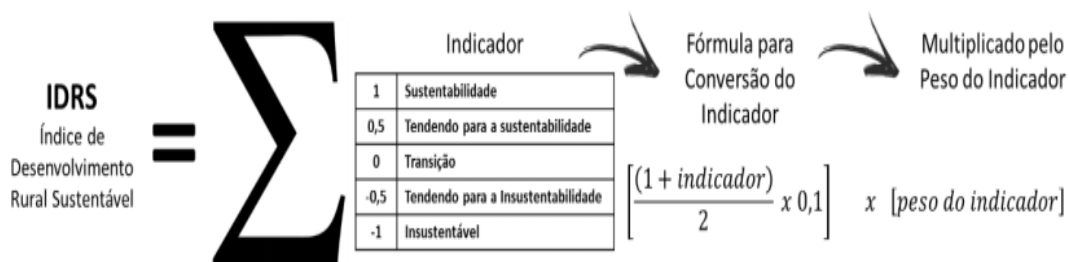 IDRS
Índice de
Desenvolvimento
Rural Sustentável
=
∑
Indicador
1 Sustentabilidade
0,5 Tendendo para a sustentabilidade
0 Transição
-0,5 Tendendo para a Insustentabilidade
-1 Insustentável
Fórmula para
Conversão do
Indicador
[(1 + indicador)/2 x 0,1]
Multiplicado pelo
Peso do Indicador
x [peso do indicador]